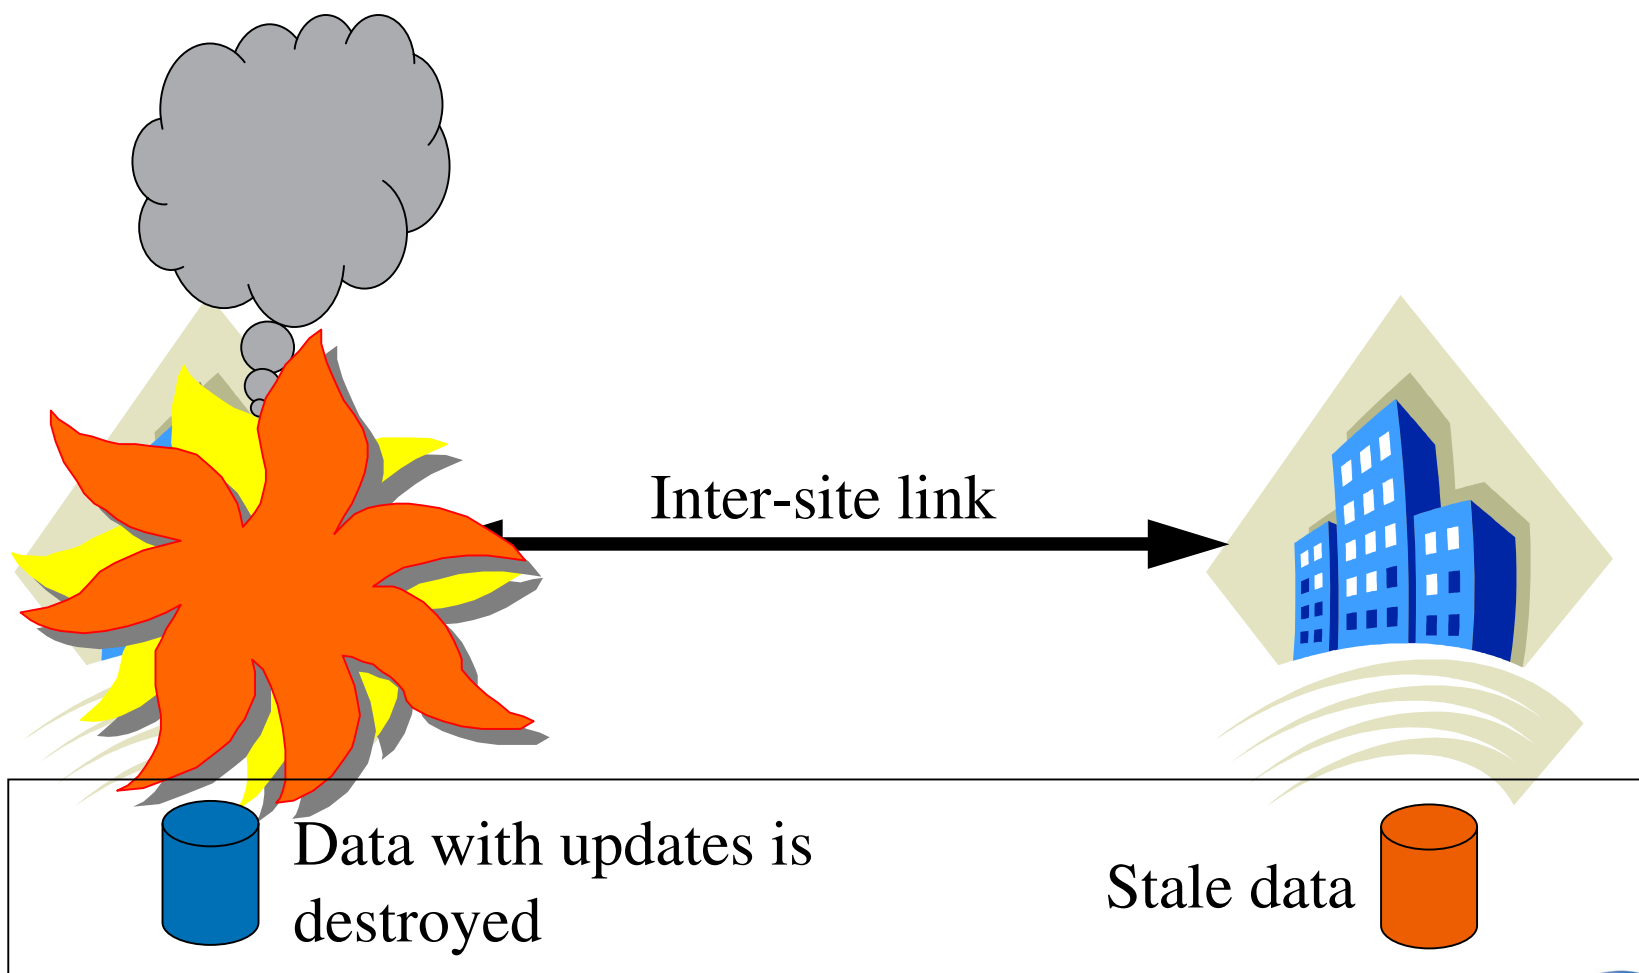 Inter-site link
Data with updates is
destroyed
Stale data